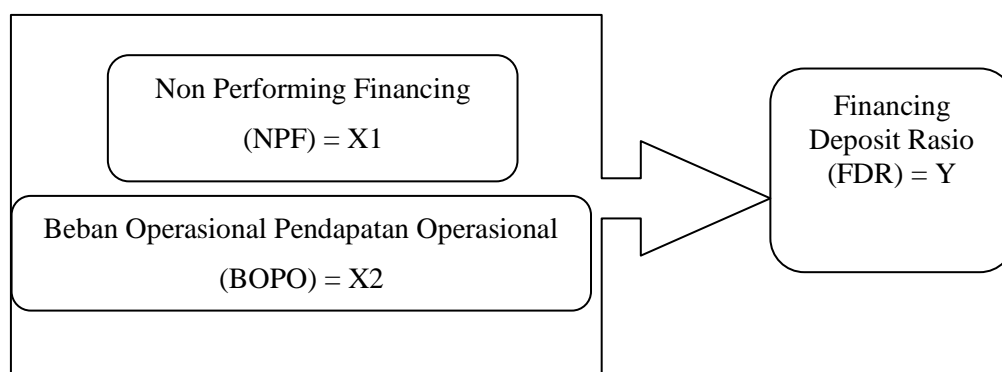 Non Performing Financing
(NPF) = X1
Beban Operasional Pendapatan Operasional
(BOPO) = X2
Financing
Deposit Rasio
(FDR) = Y